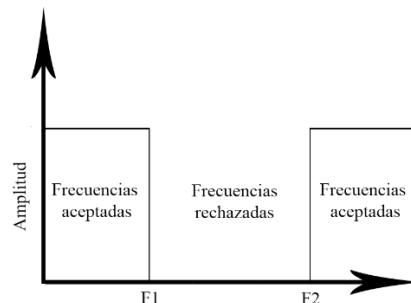 Amplitud
Frecuencias
aceptadas
Frecuencias
rechazadas
Frecuencias
aceptadas
F1
F2